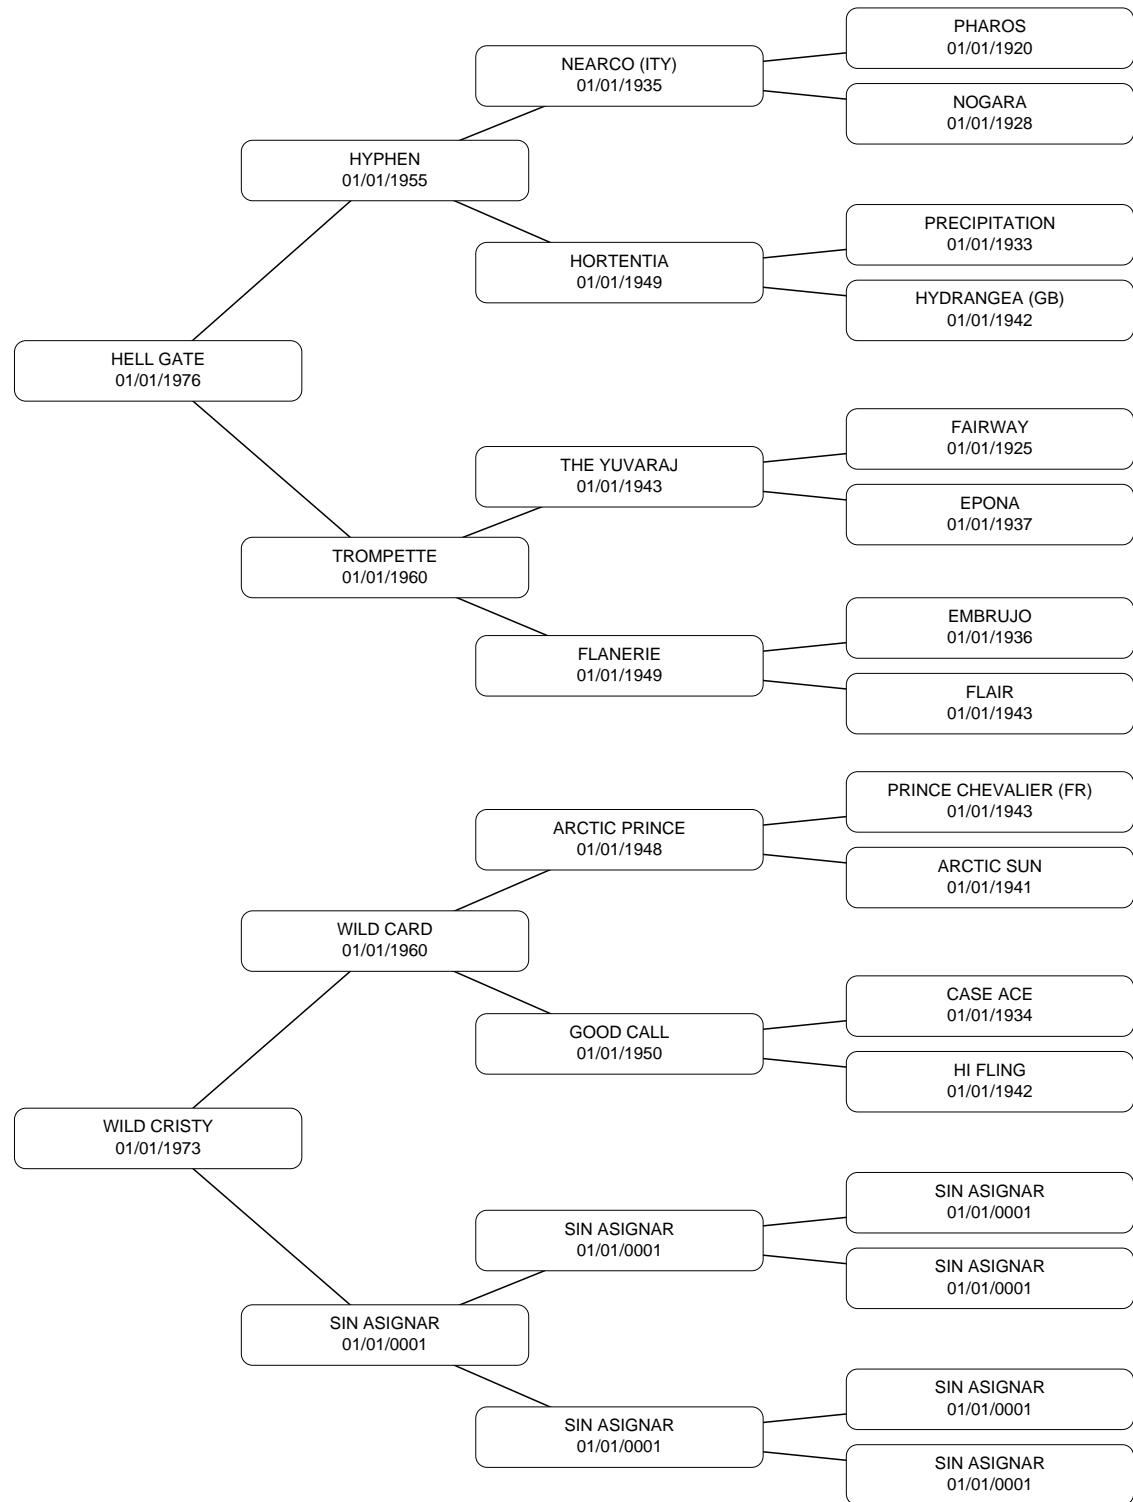 PHAROS
01/01/1920
NEARCO (ITY)
01/01/1935
NOGARA
01/01/1928
HYPHEN
01/01/1955
PRECIPITATION
01/01/1933
HORTENTIA
01/01/1949
HYDRANGEA (GB)
01/01/1942
HELL GATE
01/01/1976
FAIRWAY
01/01/1925
THE YUVARAJ
01/01/1943
EPONA
01/01/1937
TROMPETTE
01/01/1960
EMBRUJO
01/01/1936
FLANERIE
01/01/1949
FLAIR
01/01/1943
PRINCE CHEVALIER (FR)
01/01/1943
ARCTIC PRINCE
01/01/1948
ARCTIC SUN
01/01/1941
WILD CARD
01/01/1960
CASE ACE
01/01/1934
GOOD CALL
01/01/1950
HI FLING
01/01/1942
WILD CRISTY
01/01/1973
SIN ASIGNAR
01/01/0001
SIN ASIGNAR
01/01/0001
SIN ASIGNAR
01/01/0001
SIN ASIGNAR
01/01/0001
SIN ASIGNAR
01/01/0001
SIN ASIGNAR
01/01/0001
SIN ASIGNAR
01/01/0001